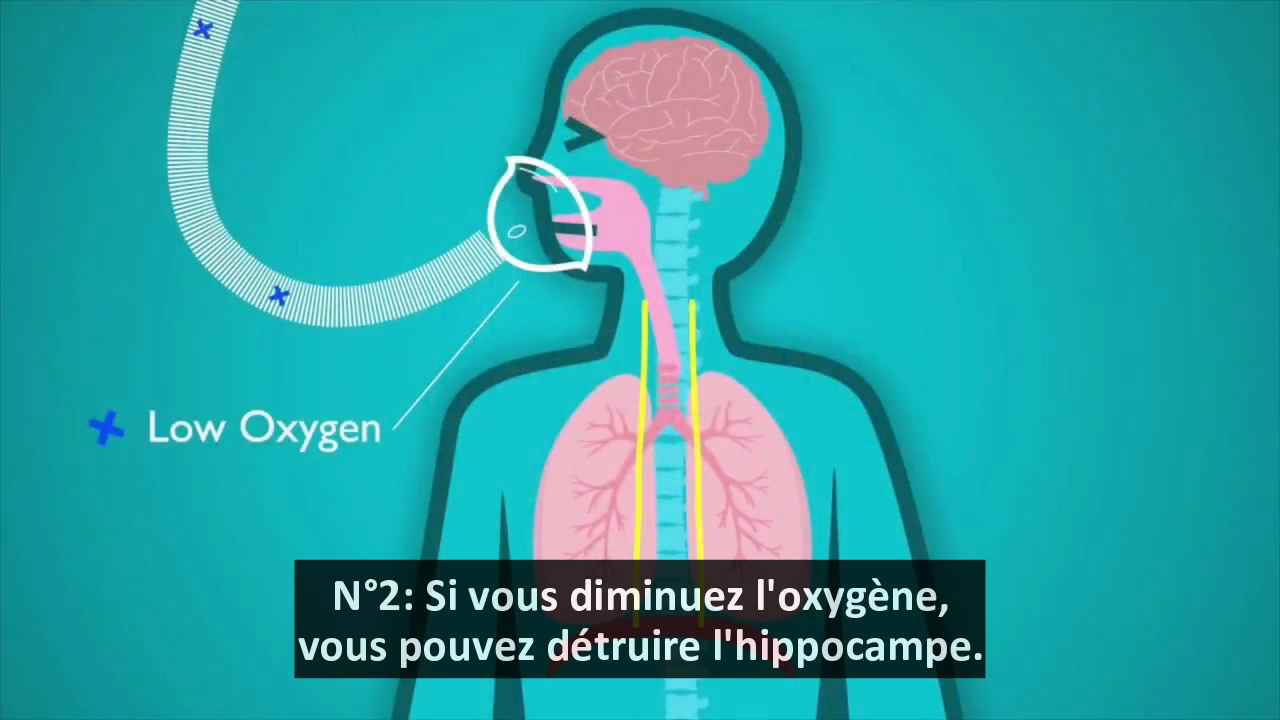 Low Oxygen
N°2: Si vous diminuez l'oxygène,
vous pouvez détruire l'hippocampe.